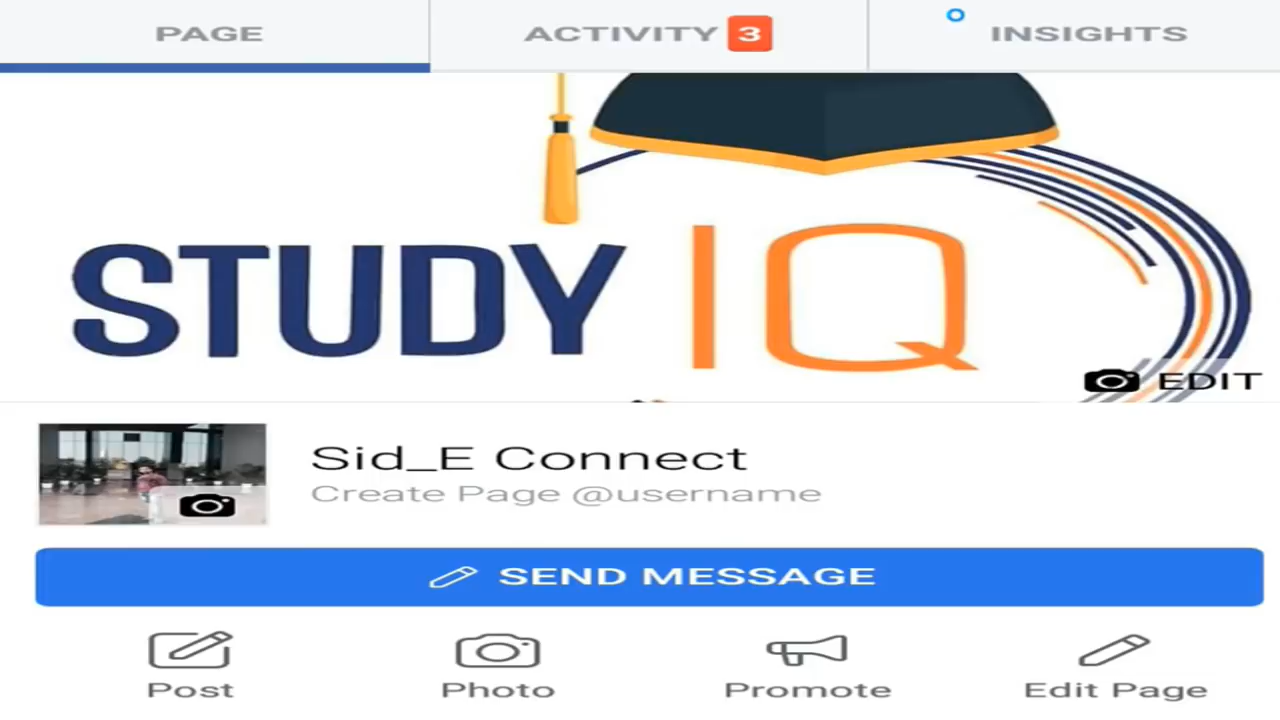 PAGE
ACTIVITY 3
INSIGHTS
STUDY IQ
EDIT
Sid_E Connect
Create Page @username
SEND MESSAGE
Post
Photo
Promote
Edit Page